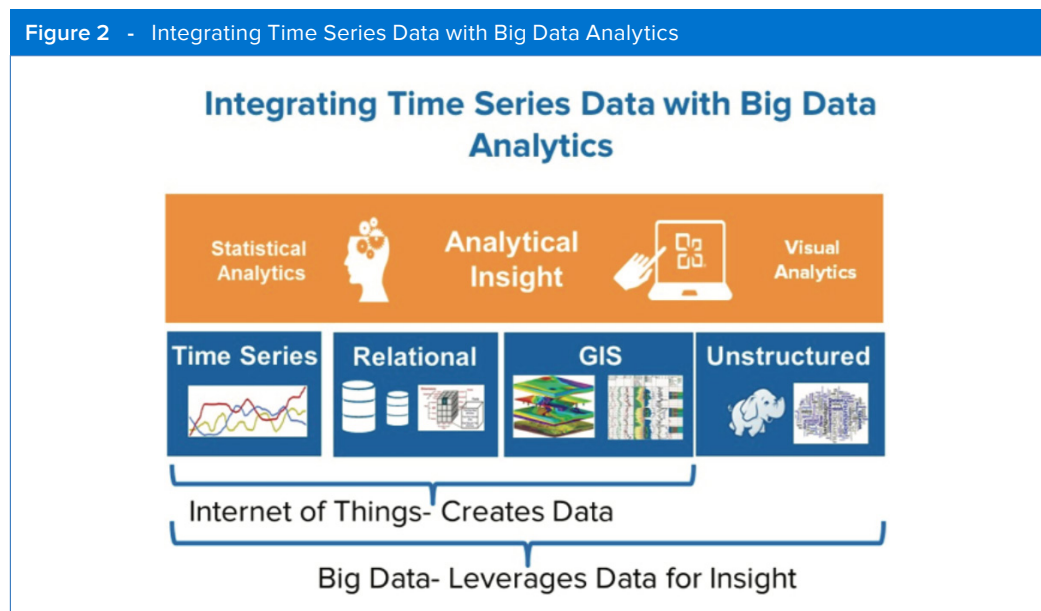 Figure 2 - Integrating Time Series Data with Big Data Analytics
Integrating Time Series Data with Big Data
Analytics
Statistical
Analytics
Analytical
Insight
Visual
Analytics
Time Series
Relational
GIS
Unstructured
Internet of Things- Creates Data
Big Data- Leverages Data for Insight